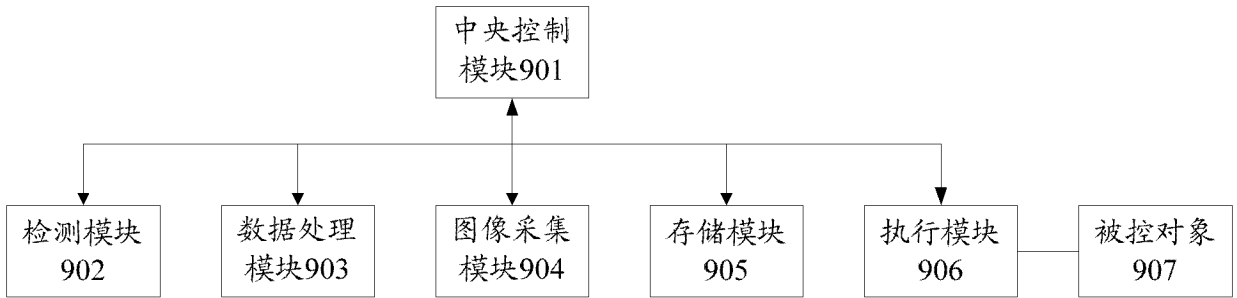 中央控制
模块901
检测模块
902
数据处理
模块903
图像采集
模块904
存储模块
905
执行模块
906
被控对象
907